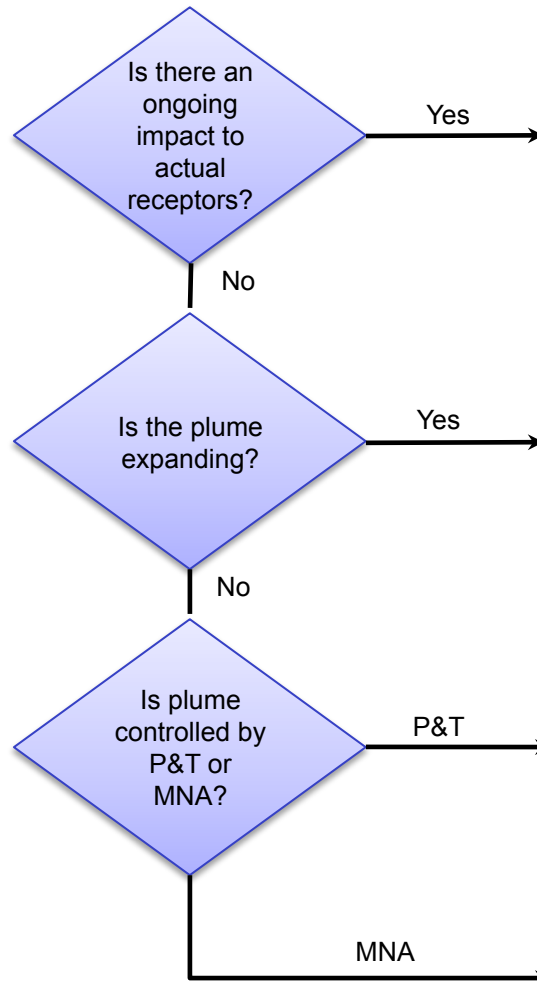 Is there an
ongoing
impact to
actual
receptors?
Yes
No
Is the plume
expanding?
Yes
No
Is plume
controlled by
P&T or
MNA?
P&T
MNA